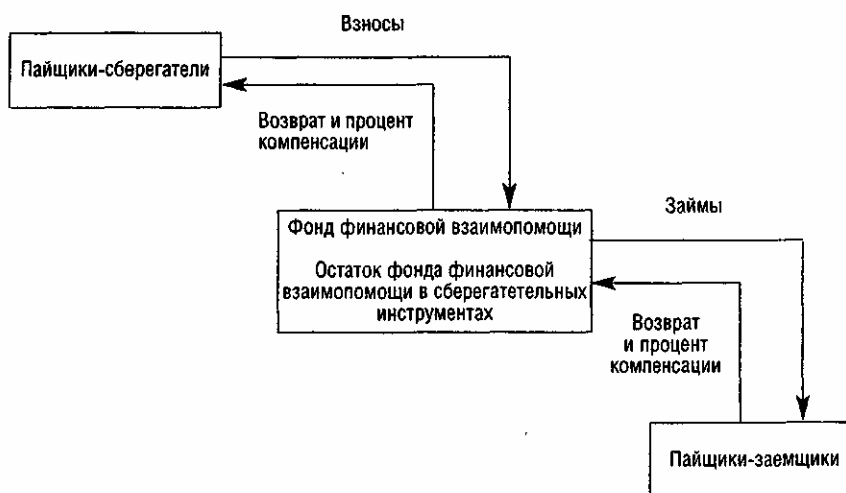 Взносы
Пайщики-сберегатели
Возврат и процент
компенсации
Займы
Фонд финансовой взаимопомощи
Остаток фонда финансовой
взаимопомощи в сберегатетельных
инструментах
Возврат
и процент
компенсации
Пайщики-заемщики